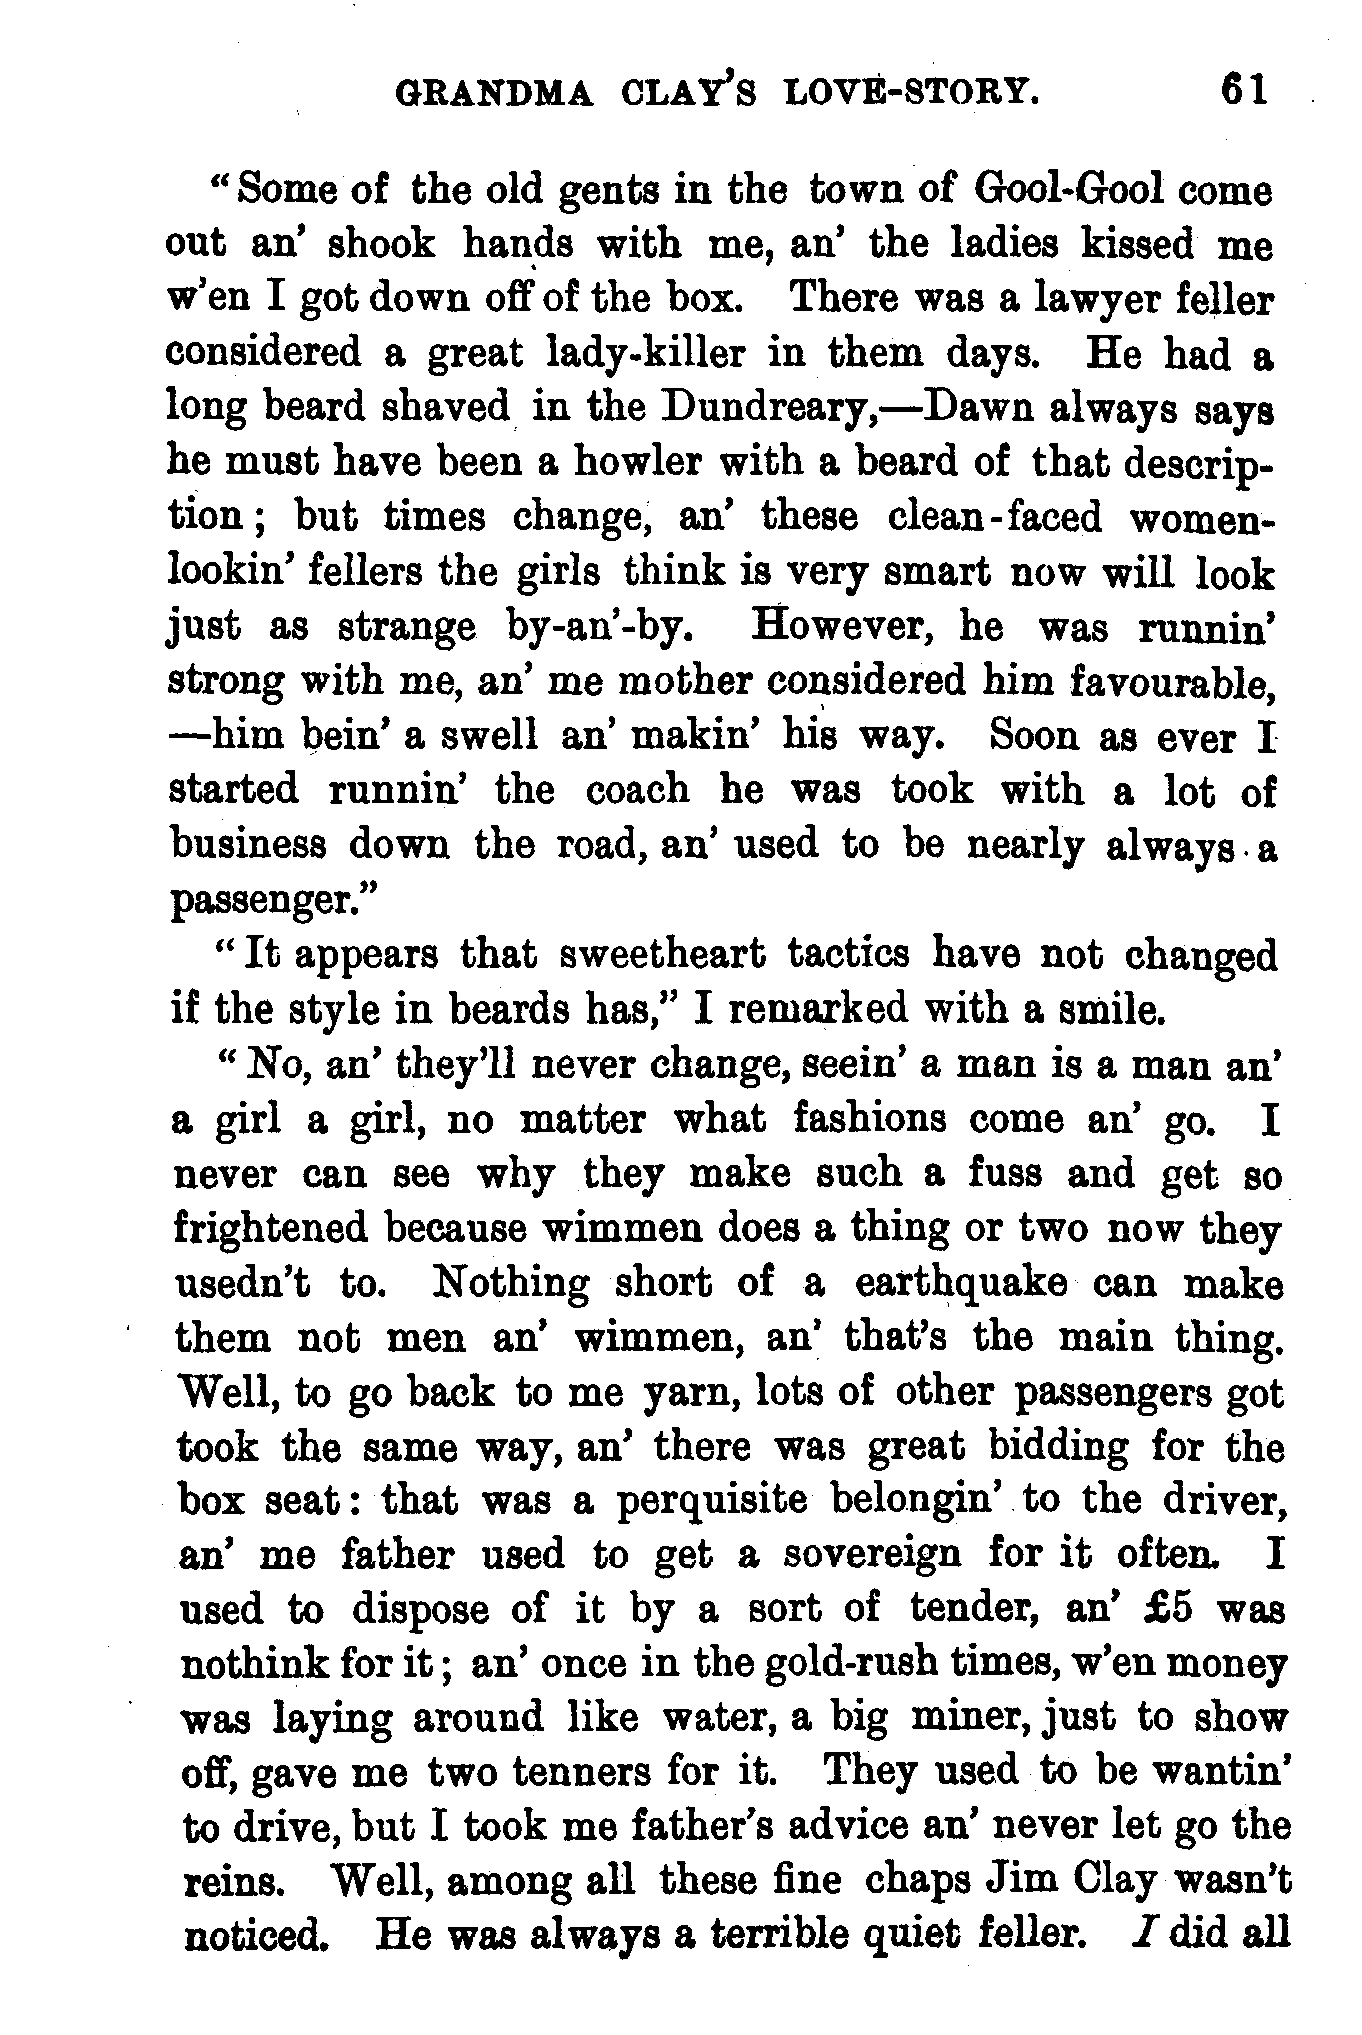 GRANDMA CLAY'S LOVE-STORY. 61
"Some of the old gents in the town of Gool-Gool come
out an' shook hands with me, an' the ladies kissed me
w'en I got down off of the box. There was a lawyer feller
considered a great lady-killer in them days. He had a
long beard shaved in the Dundreary,—Dawn always says
he must have been a howler with a beard of that descrip-
tion; but times change, an' these clean-faced women-
lookin' fellers the girls think is very smart now will look
just as strange by-an'-by. However, he was runnin'
strong with me, an' me mother considered him favourable,
—him bein' a swell an' makin' his way. Soon as ever I
started runnin' the coach he was took with a lot of
business down the road, an' used to be nearly always a
passenger."
"It appears that sweetheart tactics have not changed
if the style in beards has," I remarked with a smile.
"No, an' they'll never change, seein' a man is a man an'
a girl a girl, no matter what fashions come an' go. I
never can see why they make such a fuss and get so
frightened because wimmen does a thing or two now they
usedn't to. Nothing short of a earthquake can make
them not men an' wimmen, an' that's the main thing.
Well, to go back to me yarn, lots of other passengers got
took the same way, an' there was great bidding for the
box seat: that was a perquisite belongin' to the driver,
an' me father used to get a sovereign for it often. I
used to dispose of it by a sort of tender, an' £5 was
nothink for it; an' once in the gold-rush times, w'en money
was laying around like water, a big miner, just to show
off, gave me two tenners for it. They used to be wantin'
to drive, but I took me father's advice an' never let go the
reins. Well, among all these fine chaps Jim Clay wasn't
noticed. He was always a terrible quiet feller. I did all